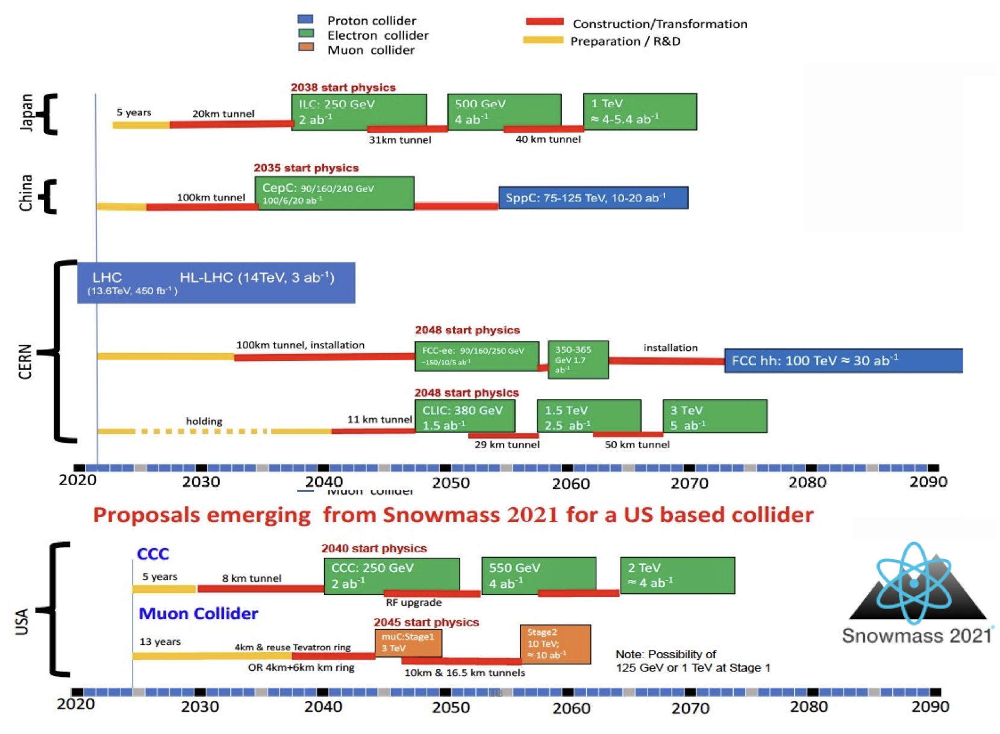 Proton collider
Electron collider
Muon collider
Construction/Transformation
Preparation / R&D
Japan
2038 start physics
5 years
20km tunnel
ILC: 250 GeV
2 ab⁻¹
500 GeV
4 ab⁻¹
1 TeV
≈ 4-5.4 ab⁻¹
31km tunnel
40 km tunnel
China
2035 start physics
100km tunnel
CepC: 90/160/240 GeV
100/6/20 ab⁻¹
SppC: 75-125 TeV, 10-20 ab⁻¹
CERN
LHC
(13.6TeV, 450 fb⁻¹ )
HL-LHC (14TeV, 3 ab⁻¹)
2048 start physics
100km tunnel, installation
FCC-ee: 90/160/250 GeV
~150/10/5 ab⁻¹
350-365
GeV 1.7
ab⁻¹
installation
FCC hh: 100 TeV ≈ 30 ab⁻¹
2048 start physics
holding
11 km tunnel
CLIC: 380 GeV
1.5 ab⁻¹
1.5 TeV
2.5 ab⁻¹
3 TeV
5 ab⁻¹
29 km tunnel
50 km tunnel
2020 2030 2040 2050 2060 2070 2080 2090
Muon collider
Proposals emerging from Snowmass 2021 for a US based collider
USA
CCC
2040 start physics
5 years
8 km tunnel
CCC: 250 GeV
2 ab⁻¹
550 GeV
4 ab⁻¹
2 TeV
≈ 4 ab⁻¹
RF upgrade
Muon Collider
2045 start physics
13 years
4km & reuse Tevatron ring
OR 4km+6km km ring
muC:Stage1
3 TeV
Stage2
10 TeV;
≈ 10 ab⁻¹
10km & 16.5 km tunnels
Note: Possibility of
125 GeV or 1 TeV at Stage 1
Snowmass 2021
2020 2030 2040 2050 2060 2070 2080 2090